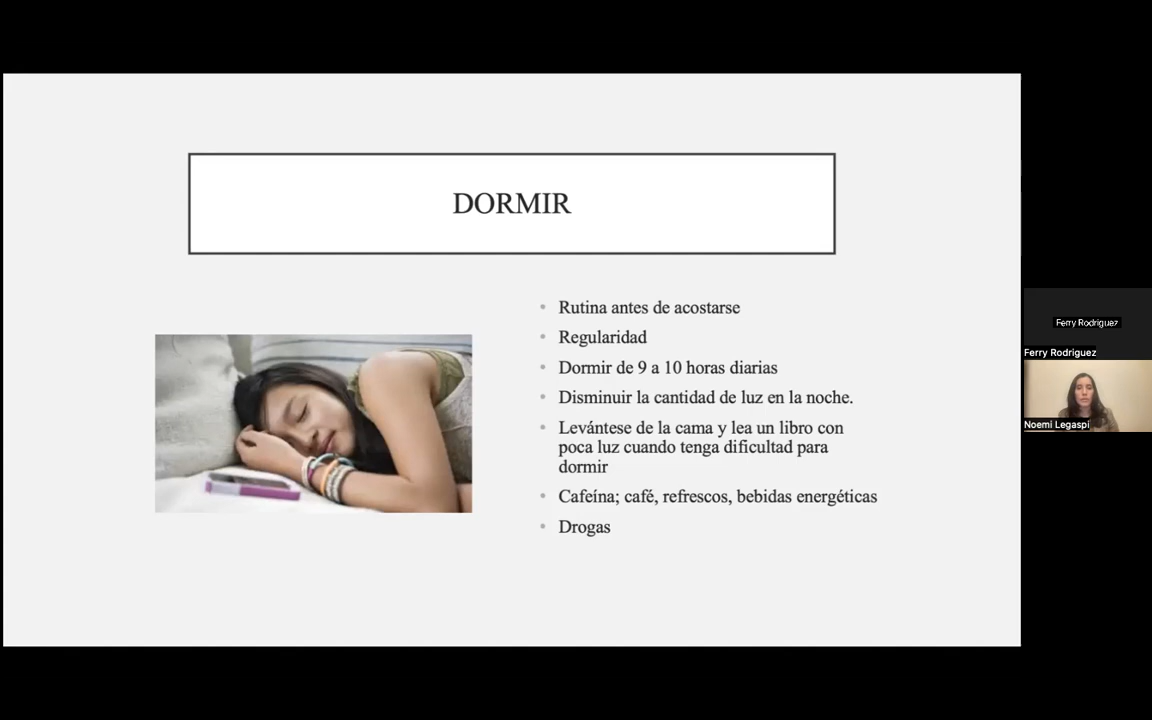 DORMIR
• Rutina antes de acostarse
• Regularidad
• Dormir de 9 a 10 horas diarias
• Disminuir la cantidad de luz en la noche.
• Levántese de la cama y lea un libro con
poca luz cuando tenga dificultad para
dormir
• Cafeína; café, refrescos, bebidas energéticas
• Drogas
Ferry Rodriguez
Ferry Rodriguez
Noemi Legaspi